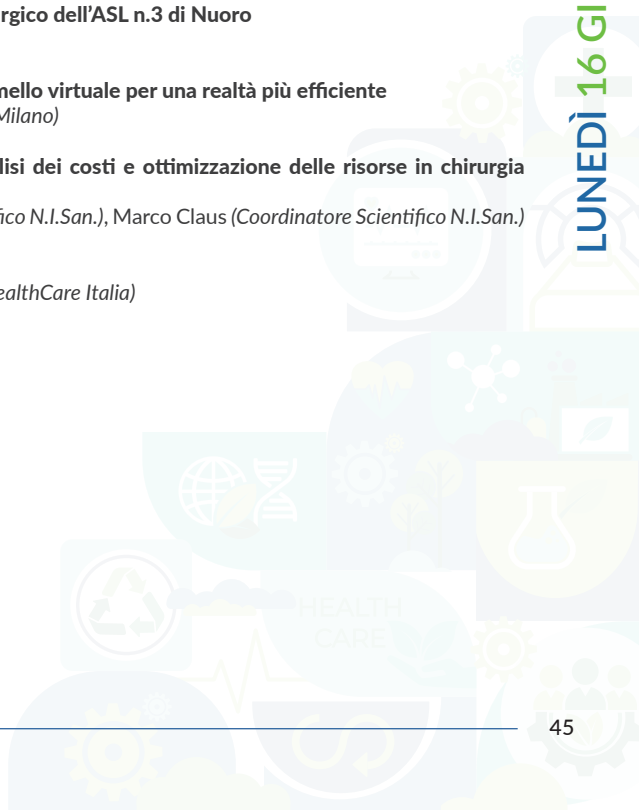 rgico dell'ASL n.3 di Nuoro
mello virtuale per una realtà più efficiente
Milano)
lisi dei costi e ottimizzazione delle risorse in chirurgia
fico N.I.San.), Marco Claus (Coordinatore Scientifico N.I.San.)
ealthCare Italia)
LUNEDÌ 16 GI
HEALTH
CARE
45